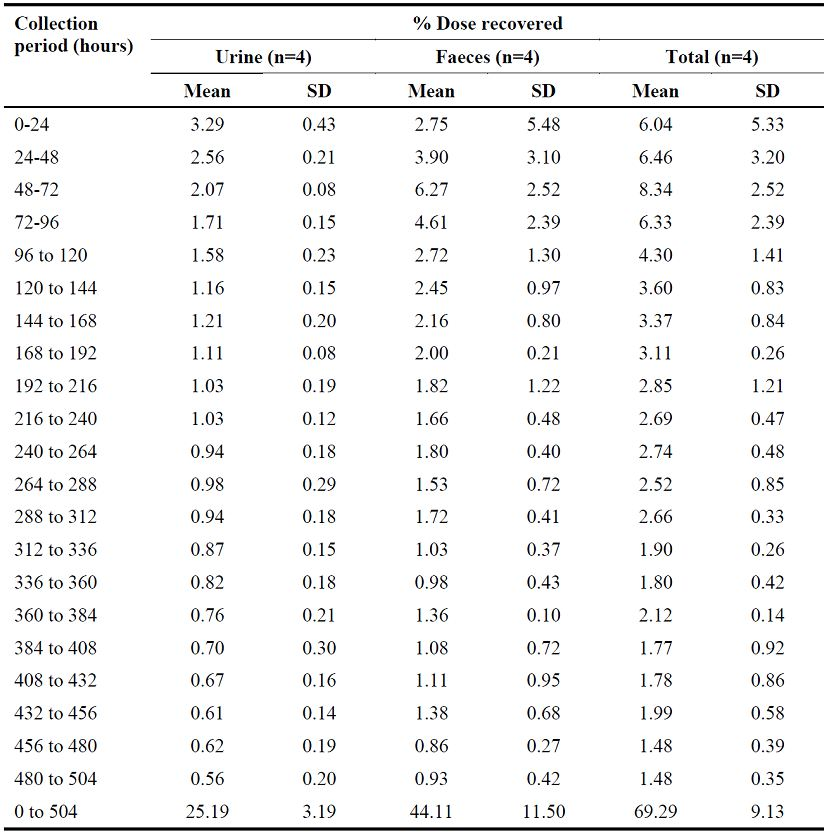 Collection period (hours) % Dose recovered
Urine (n=4) Faeces (n=4) Total (n=4)
Mean SD Mean SD Mean SD
0-24 3.29 0.43 2.75 5.48 6.04 5.33
24-48 2.56 0.21 3.90 3.10 6.46 3.20
48-72 2.07 0.08 6.27 2.52 8.34 2.52
72-96 1.71 0.15 4.61 2.39 6.33 2.39
96 to 120 1.58 0.23 2.72 1.30 4.30 1.41
120 to 144 1.16 0.15 2.45 0.97 3.60 0.83
144 to 168 1.21 0.20 2.16 0.80 3.37 0.84
168 to 192 1.11 0.08 2.00 0.21 3.11 0.26
192 to 216 1.03 0.19 1.82 1.22 2.85 1.21
216 to 240 1.03 0.12 1.66 0.48 2.69 0.47
240 to 264 0.94 0.18 1.80 0.40 2.74 0.48
264 to 288 0.98 0.29 1.53 0.72 2.52 0.85
288 to 312 0.94 0.18 1.72 0.41 2.66 0.33
312 to 336 0.87 0.15 1.03 0.37 1.90 0.26
336 to 360 0.82 0.18 0.98 0.43 1.80 0.42
360 to 384 0.76 0.21 1.36 0.10 2.12 0.14
384 to 408 0.70 0.30 1.08 0.72 1.77 0.92
408 to 432 0.67 0.16 1.11 0.95 1.78 0.86
432 to 456 0.61 0.14 1.38 0.68 1.99 0.58
456 to 480 0.62 0.19 0.86 0.27 1.48 0.39
480 to 504 0.56 0.20 0.93 0.42 1.48 0.35
0 to 504 25.19 3.19 44.11 11.50 69.29 9.13